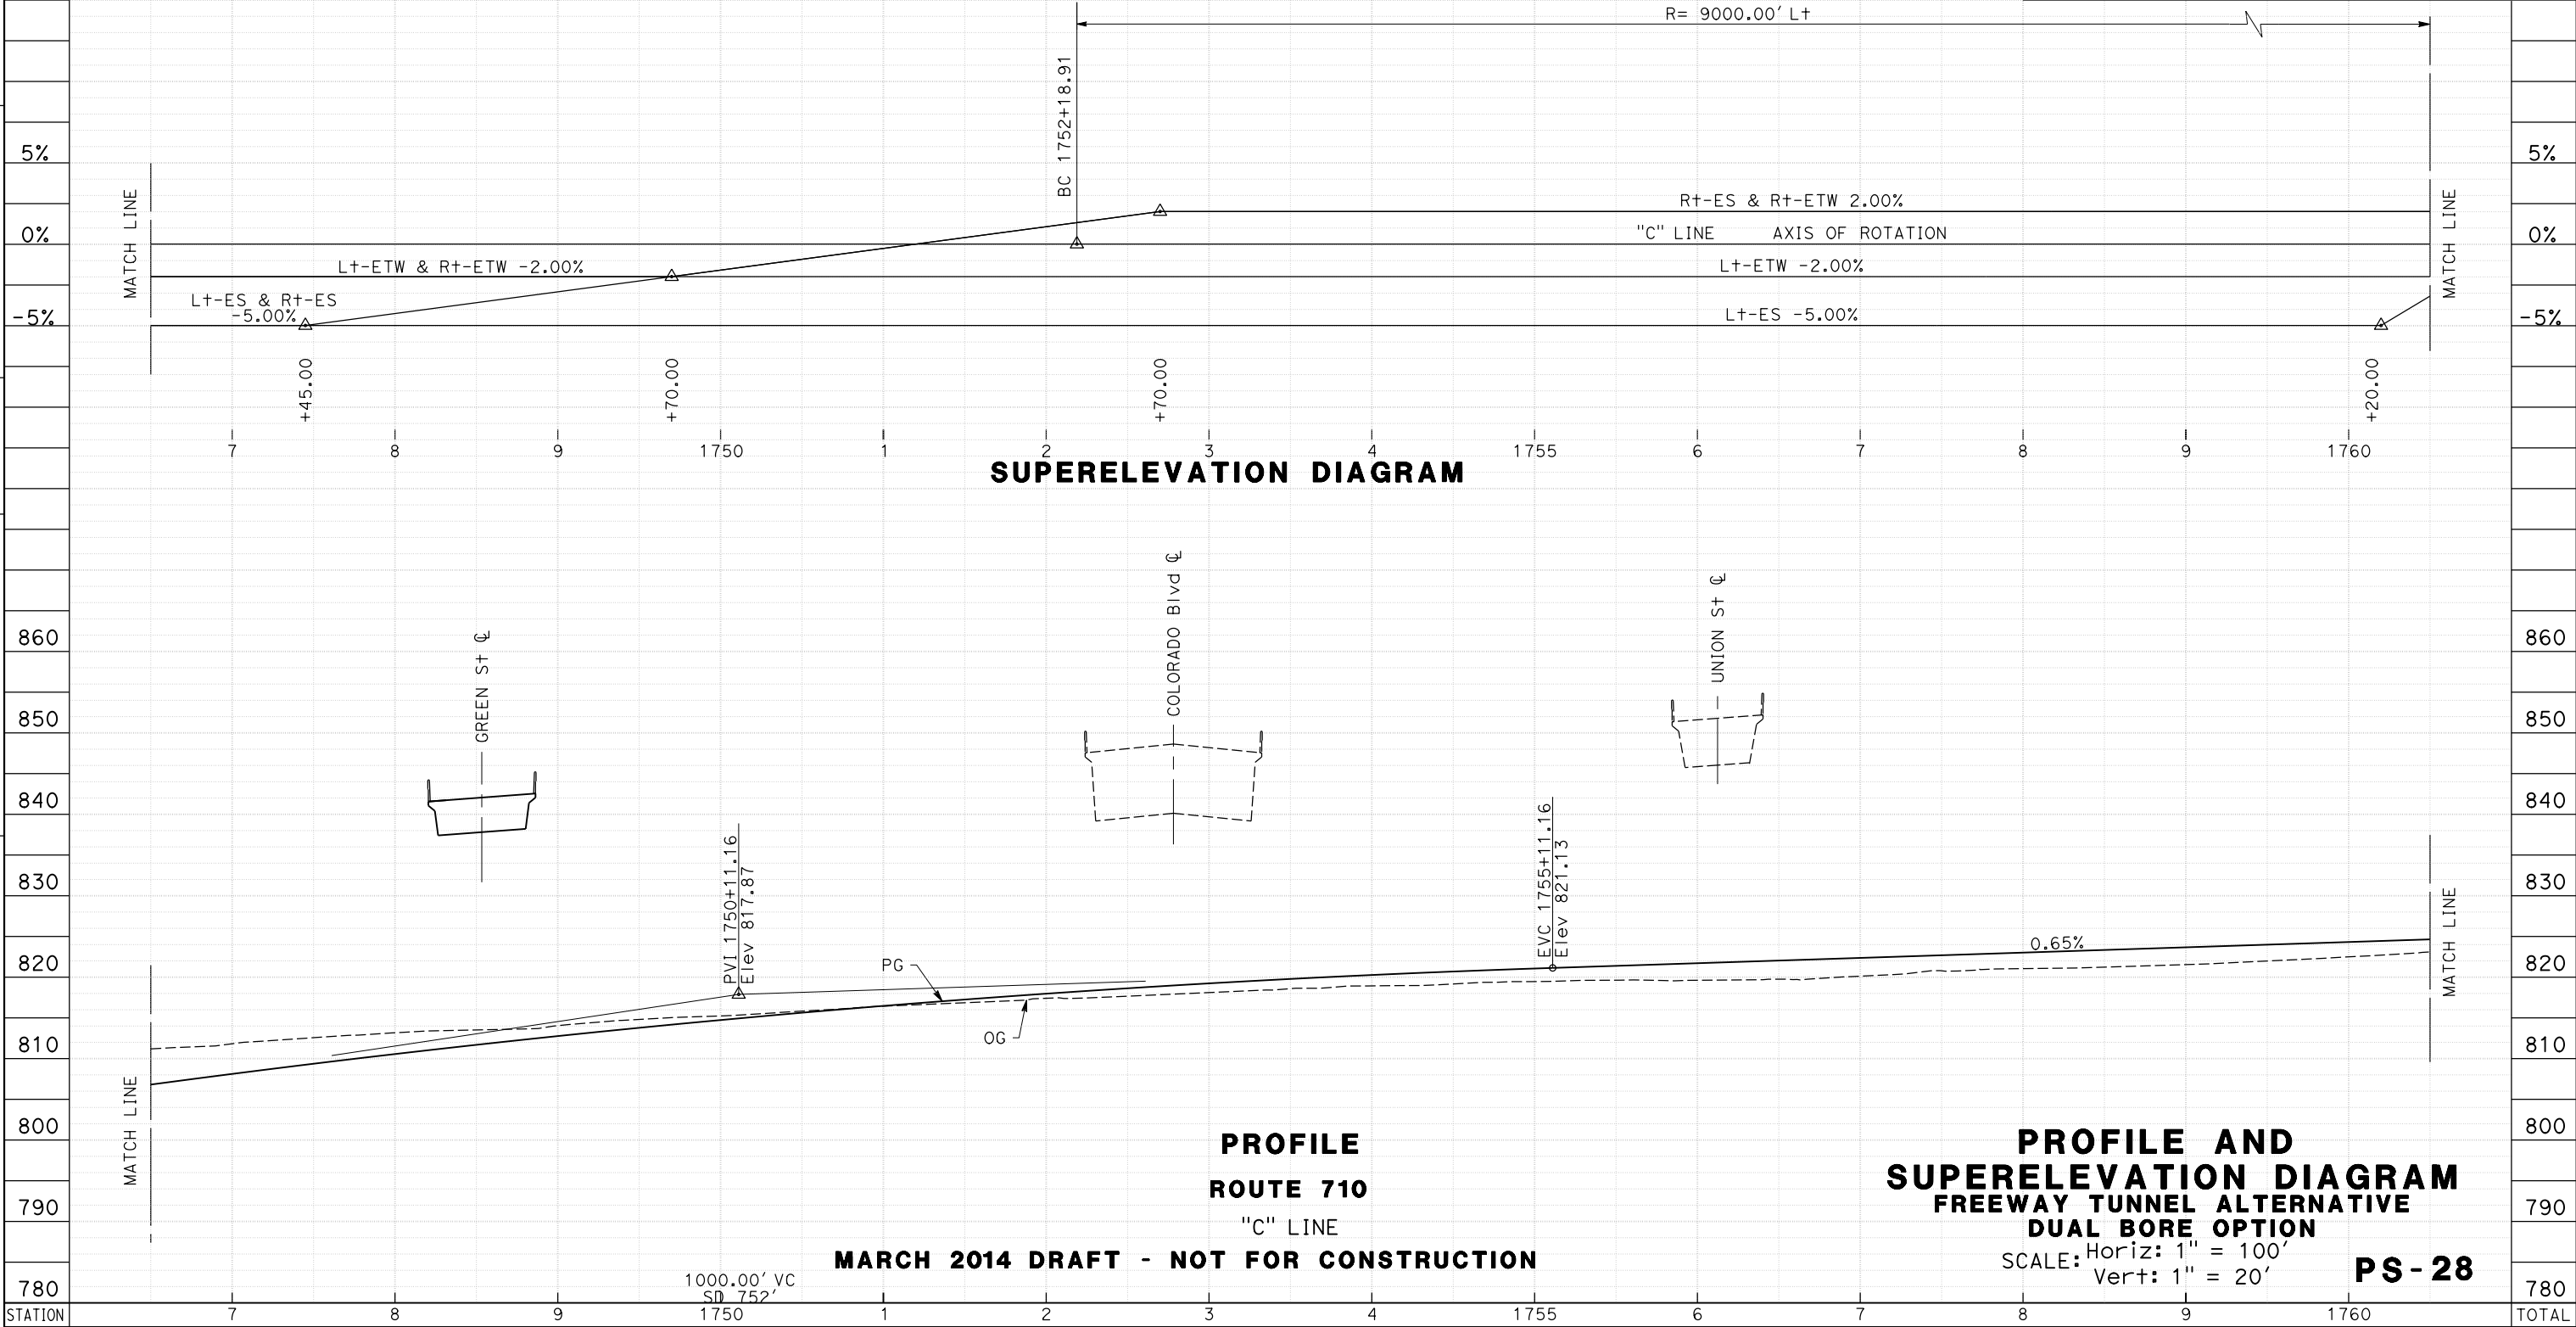 R= 9000.00' Lt
BC 1752+18.91
5%
5%
MATCH LINE
MATCH LINE
Rt-ES & Rt-ETW 2.00%
0%
"C" LINE AXIS OF ROTATION
0%
Lt-ETW & Rt-ETW -2.00%
Lt-ETW -2.00%
Lt-ES & Rt-ES
-5.00%
-5%
Lt-ES -5.00%
-5%
+45.00
+70.00
+70.00
+20.00
7 8 9 1750 1 2 3 4 1755 6 7 8 9 1760
SUPERELEVATION DIAGRAM
GREEN St ℄
COLORADO Blvd ℄
UNION St ℄
860 860
850 850
840 840
830 830
PVI 1750+11.16
Elev 817.87
EVC 1755+11.16
Elev 821.13
MATCH LINE
0.65%
820 820
PG
OG
810 810
MATCH LINE
800 800
790 790
780 780
PROFILE
ROUTE 710
"C" LINE
MARCH 2014 DRAFT - NOT FOR CONSTRUCTION
PROFILE AND
SUPERELEVATION DIAGRAM
FREEWAY TUNNEL ALTERNATIVE
DUAL BORE OPTION
SCALE: Horiz: 1" = 100'
Vert: 1" = 20'
PS-28
1000.00' VC
SD 752'
STATION 7 8 9 1750 1 2 3 4 1755 6 7 8 9 1760 TOTAL